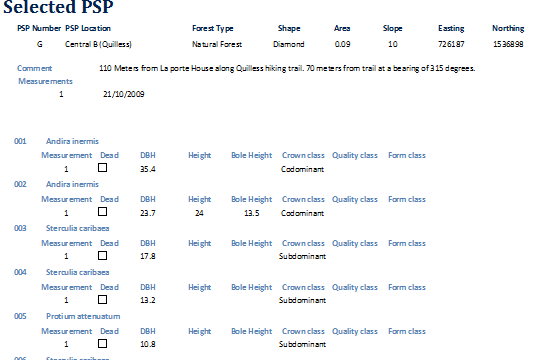 Selected PSP
PSP Number PSP Location Forest Type Shape Area Slope Easting Northing
G Central B (Quilless) Natural Forest Diamond 0.09 10 726187 1536898
Comment 110 Meters from La porte House along Quilless hiking trail. 70 meters from trail at a bearing of 315 degrees.
Measurements
1 21/10/2009
001 Andira inermis
Measurement Dead DBH Height Bole Height Crown class Quality class Form class
1 35.4 Codominant
002 Andira inermis
Measurement Dead DBH Height Bole Height Crown class Quality class Form class
1 23.7 24 13.5 Codominant
003 Sterculia caribaea
Measurement Dead DBH Height Bole Height Crown class Quality class Form class
1 17.8 Subdominant
004 Sterculia caribaea
Measurement Dead DBH Height Bole Height Crown class Quality class Form class
1 13.2 Subdominant
005 Protium attenuatum
Measurement Dead DBH Height Bole Height Crown class Quality class Form class
1 10.8 Subdominant
006 Sterculia caribaea